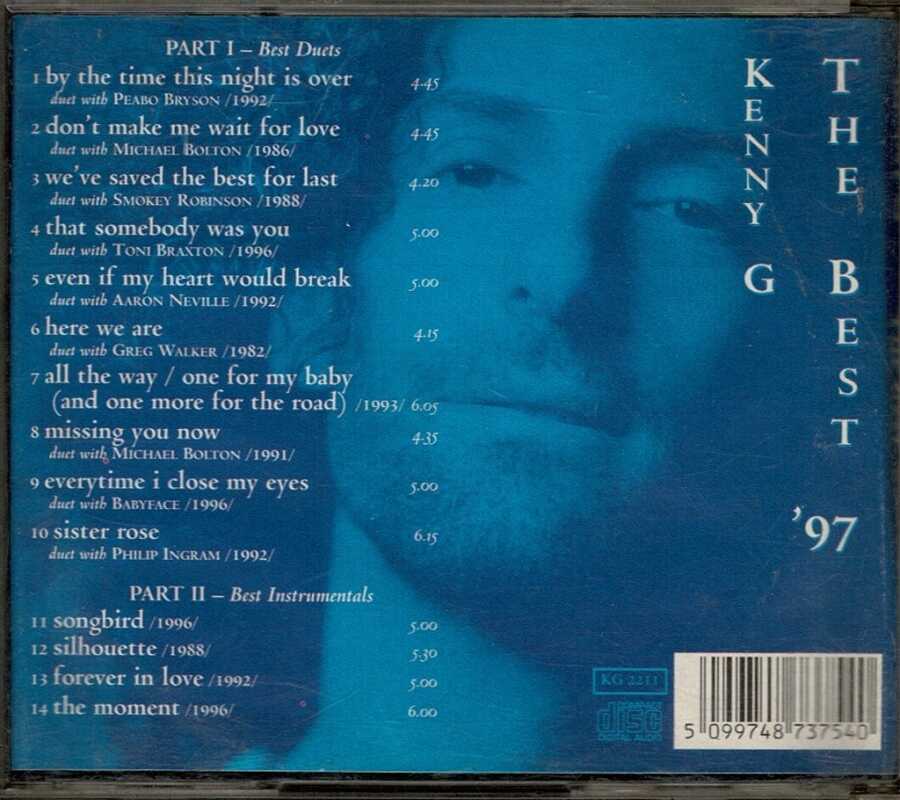 PART I – Best Duets
1 by the time this night is over 4.45
duet with PEABO BRYSON /1992/
2 don't make me wait for love 4.45
duet with MICHAEL BOLTON /1986/
3 we've saved the best for last 4.20
duet with SMOKEY ROBINSON /1988/
4 that somebody was you 5.00
duet with TONI BRAXTON /1996/
5 even if my heart would break 5.00
duet with AARON NEVILLE /1992/
6 here we are 4.15
duet with GREG WALKER /1982/
7 all the way / one for my baby
(and one more for the road) /1993/ 6.05
8 missing you now 4.35
duet with MICHAEL BOLTON /1991/
9 everytime i close my eyes 5.00
duet with BABYFACE /1996/
10 sister rose 6.15
duet with PHILIP INGRAM /1992/
PART II – Best Instrumentals
11 songbird /1996/ 5.00
12 silhouette /1988/ 5.30
13 forever in love /1992/ 5.00
14 the moment /1996/ 6.00
KENNY G
THE BEST '97
KG 2211
COMPACT
disc
DIGITAL AUDIO
5 099748 737540